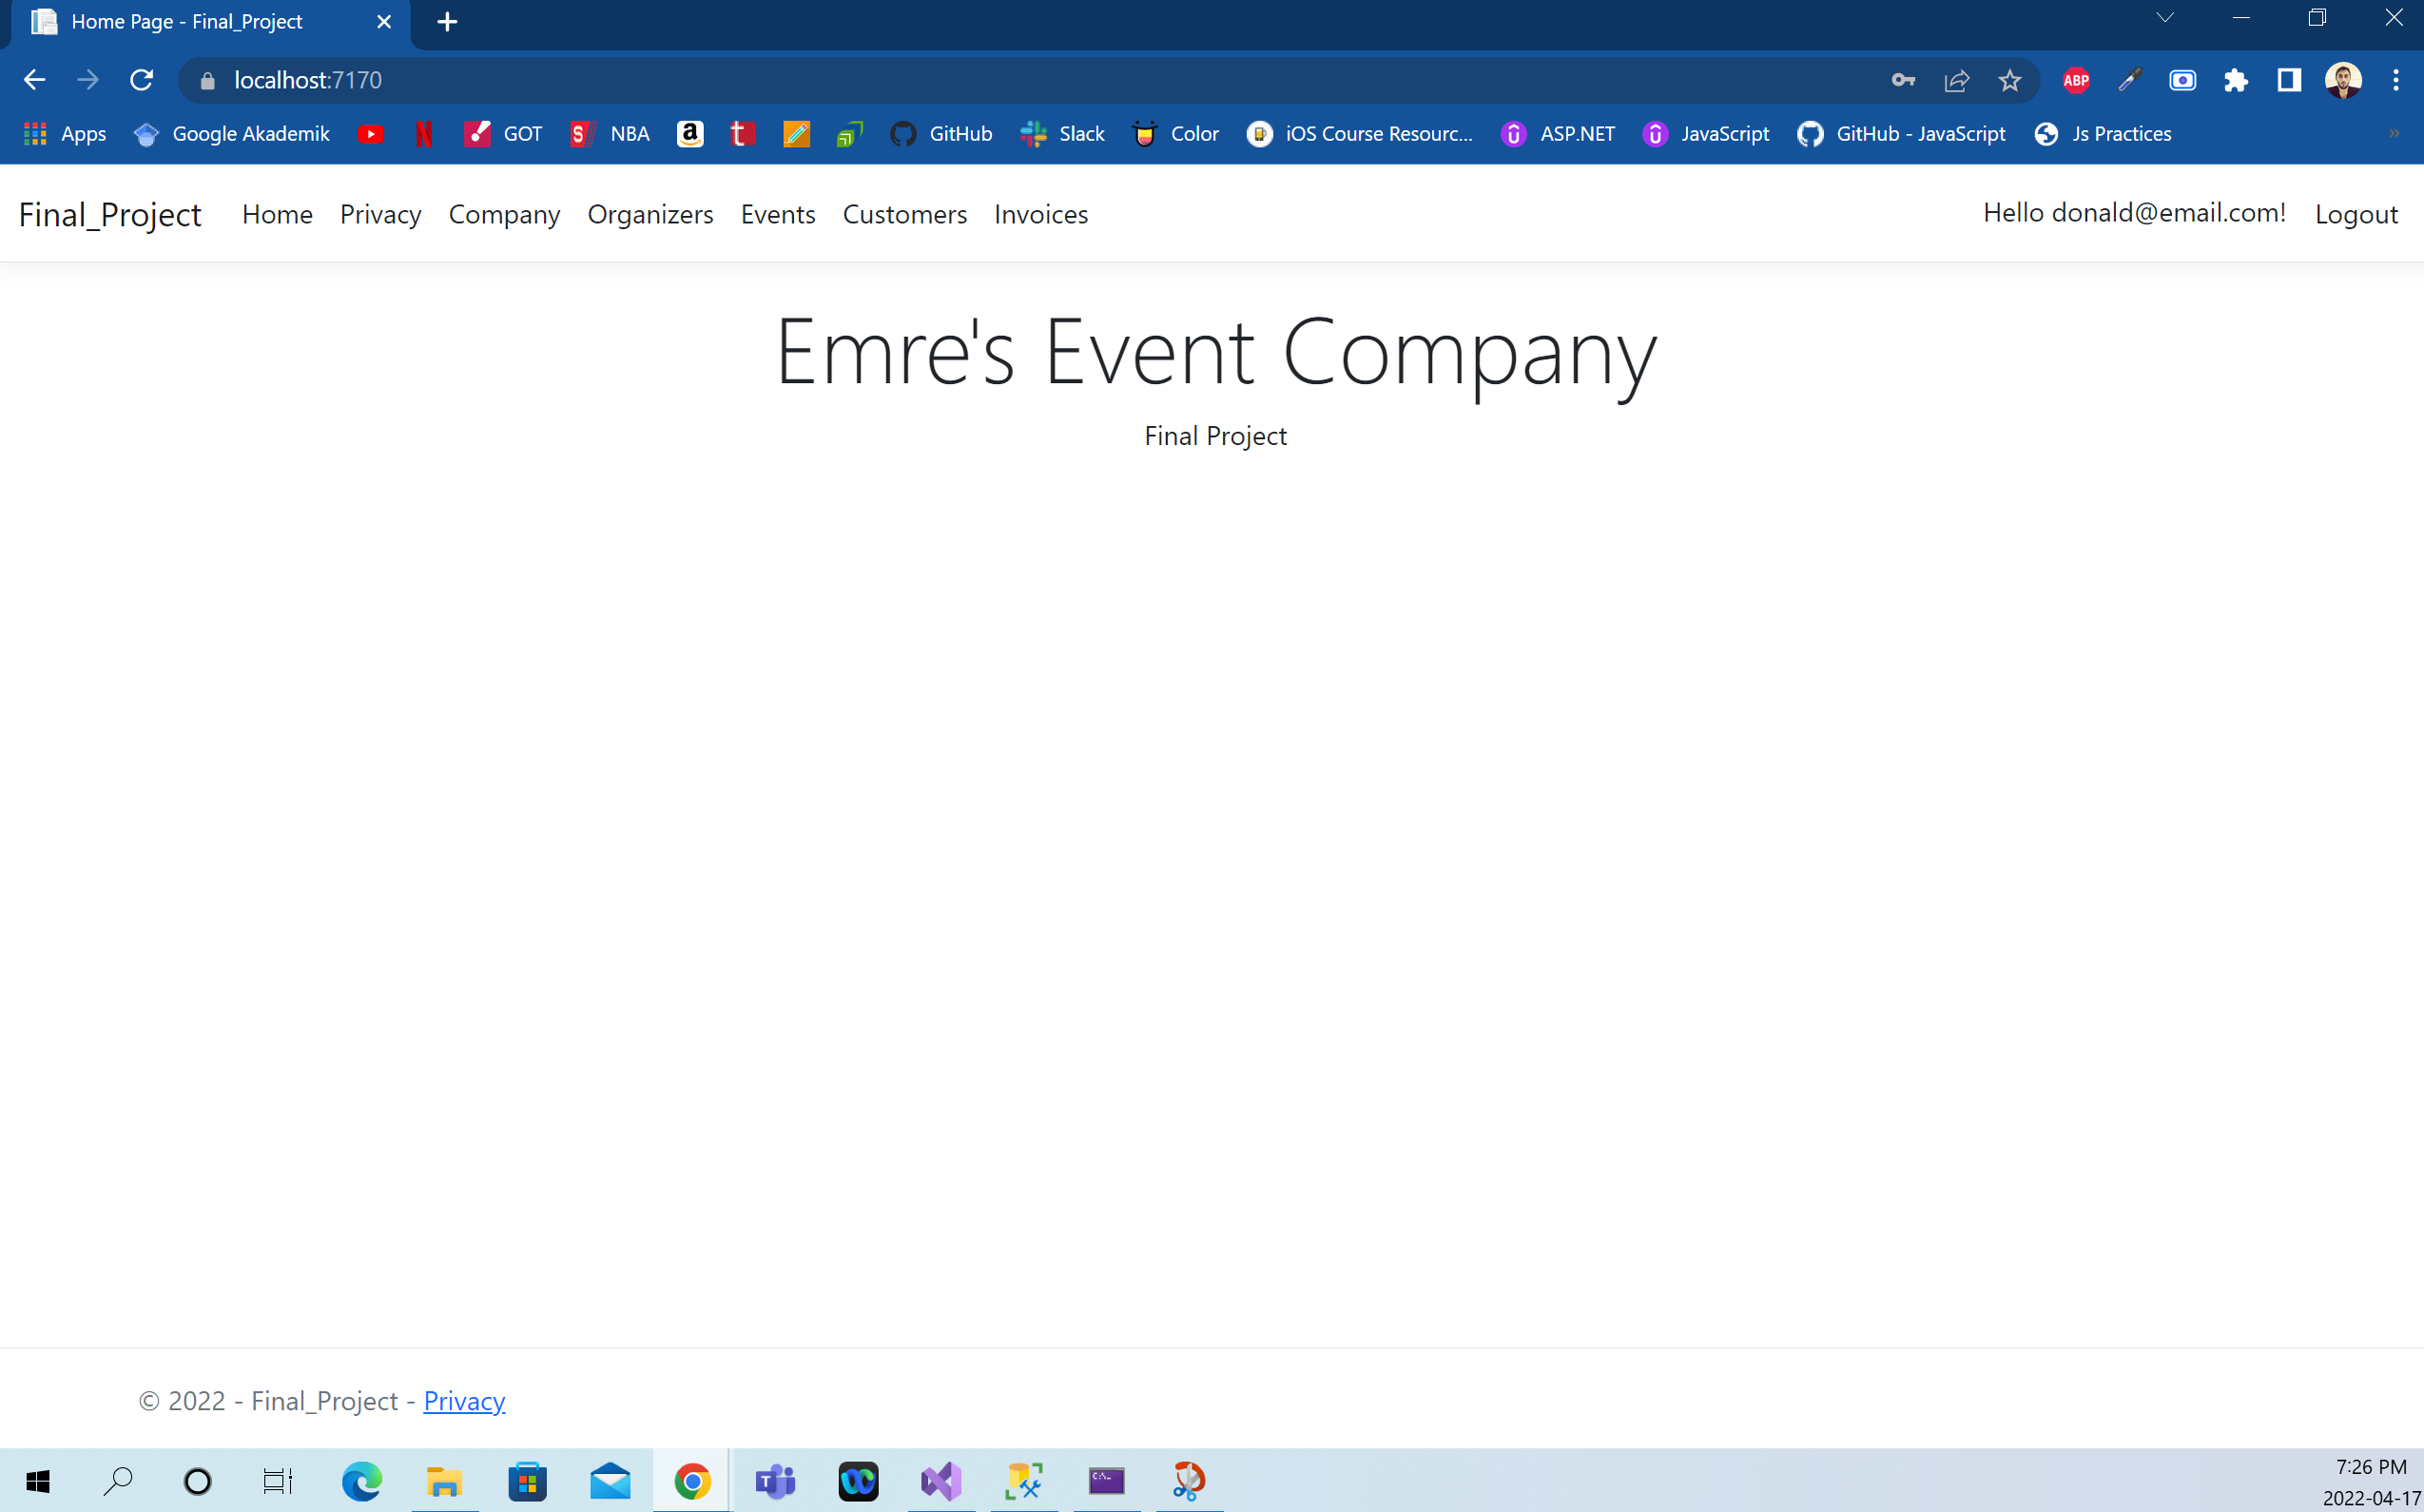 Home Page - Final_Project
localhost:7170
ABP
Apps Google Akademik GOT NBA GitHub Slack Color iOS Course Resourc... ASP.NET JavaScript GitHub - JavaScript Js Practices »
Final_Project Home Privacy Company Organizers Events Customers Invoices Hello donald@email.com! Logout
Emre's Event Company
Final Project
© 2022 - Final_Project - Privacy
7:26 PM
2022-04-17